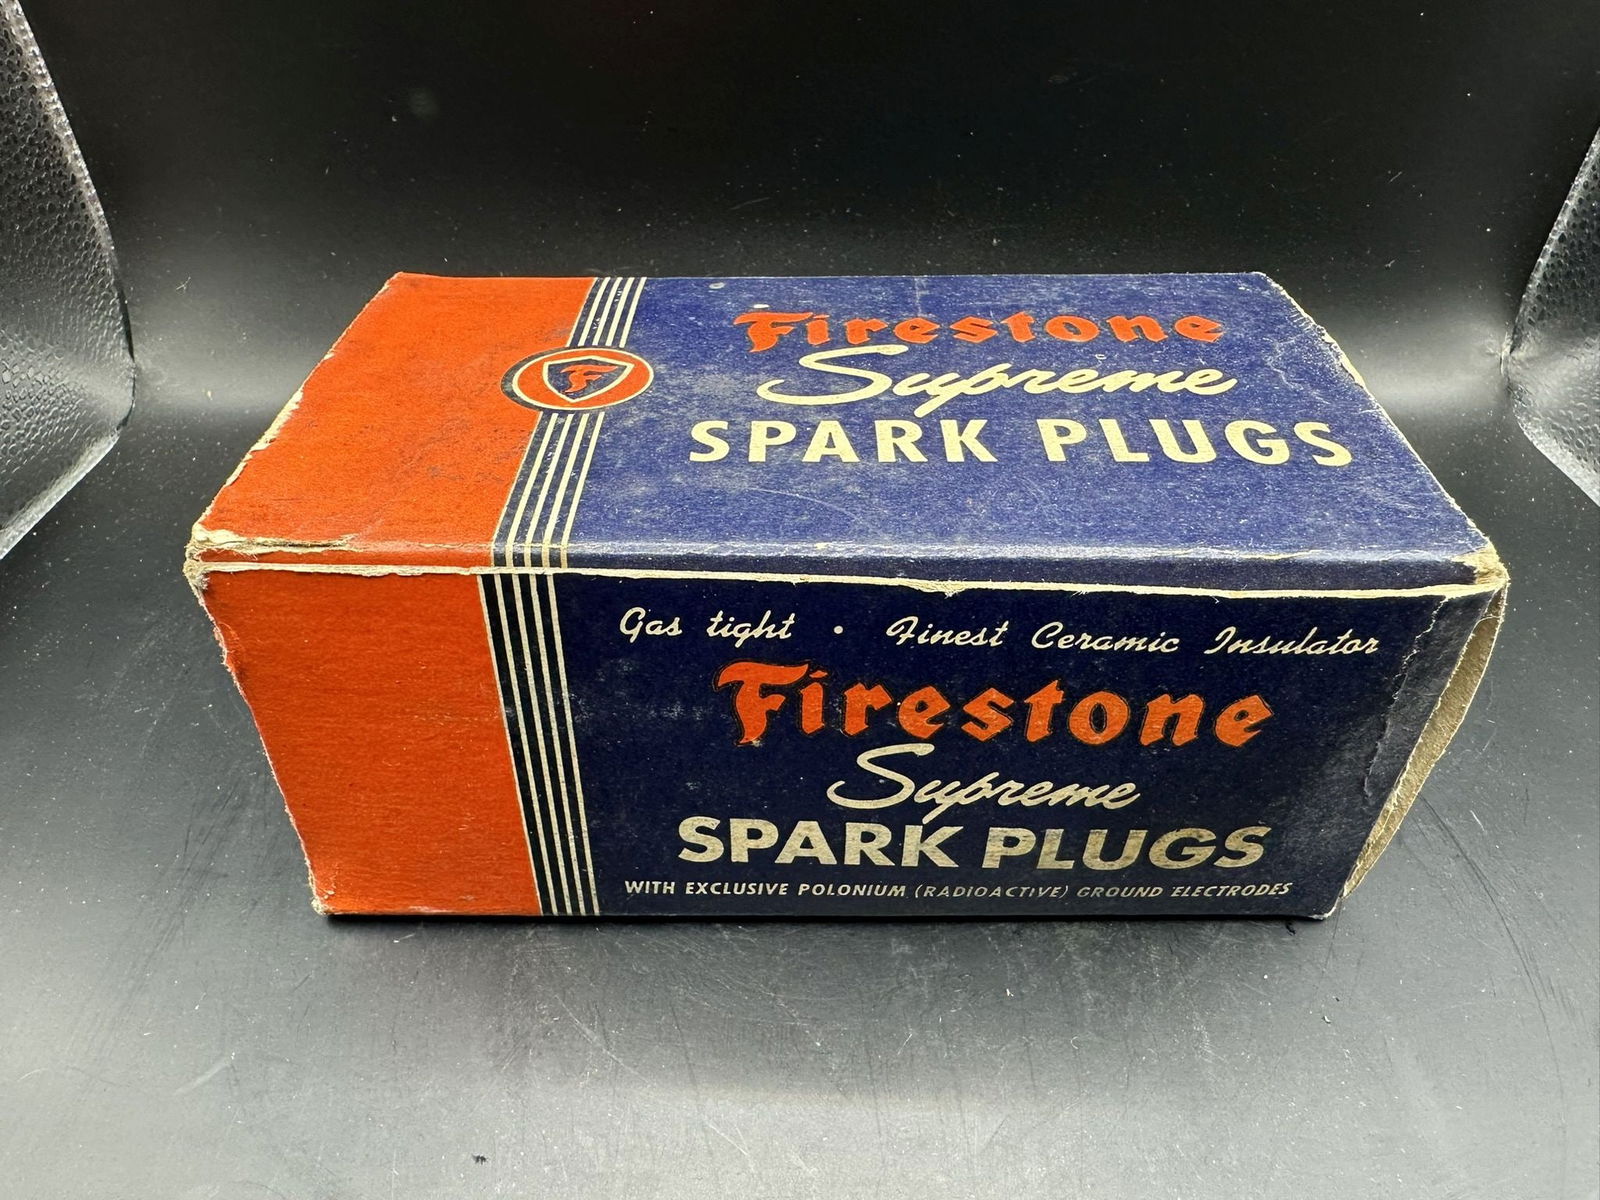 Firestone
Supreme
SPARK PLUGS
F
Gas tight • Finest Ceramic Insulator
Firestone
Supreme
SPARK PLUGS
WITH EXCLUSIVE POLONIUM (RADIOACTIVE) GROUND ELECTRODES